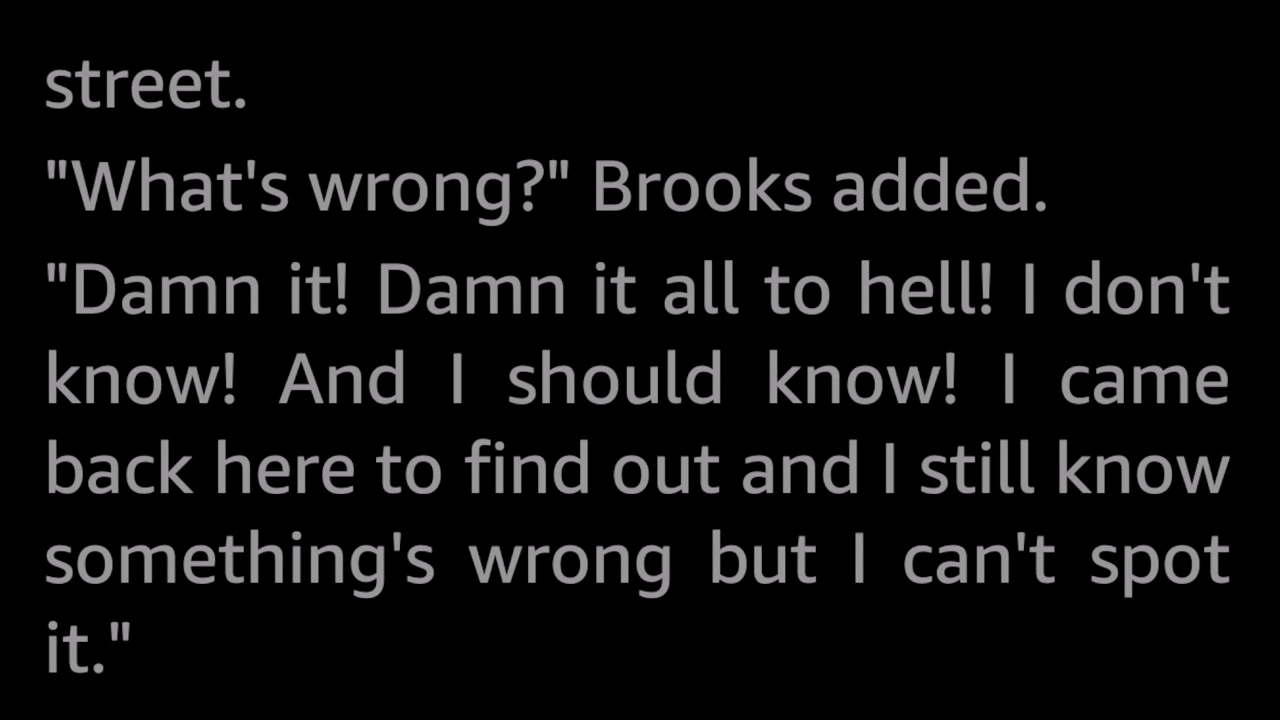 street.
"What's wrong?" Brooks added.
"Damn it! Damn it all to hell! I don't
know! And I should know! I came
back here to find out and I still know
something's wrong but I can't spot
it."